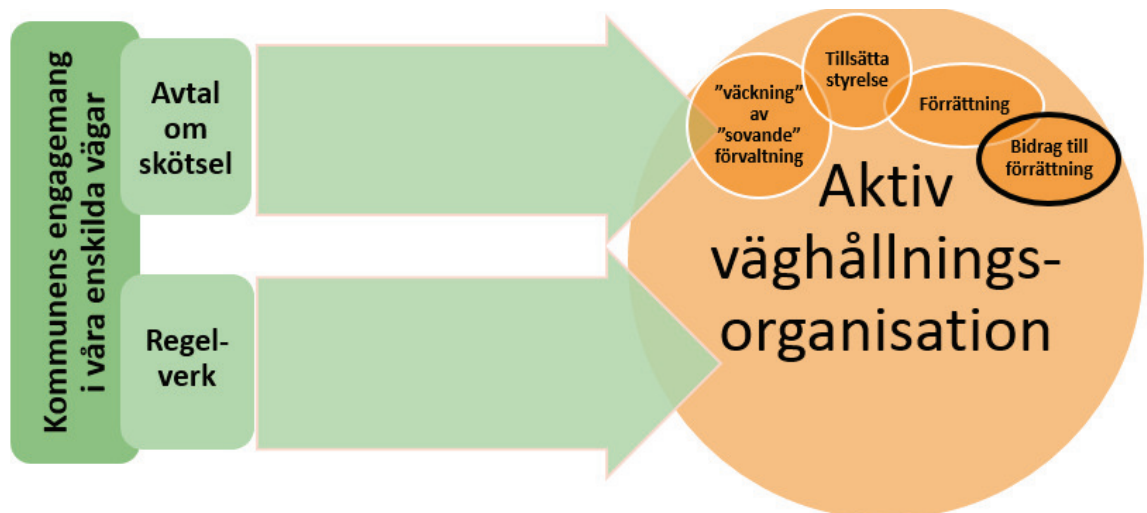 Kommunens engagemang
i våra enskilda vägar
Avtal
om
skötsel
Regel-
verk
”väckning”
av
”sovande”
förvaltning
Tillsätta
styrelse
Förrättning
Bidrag till
förrättning
Aktiv
väghållnings-
organisation